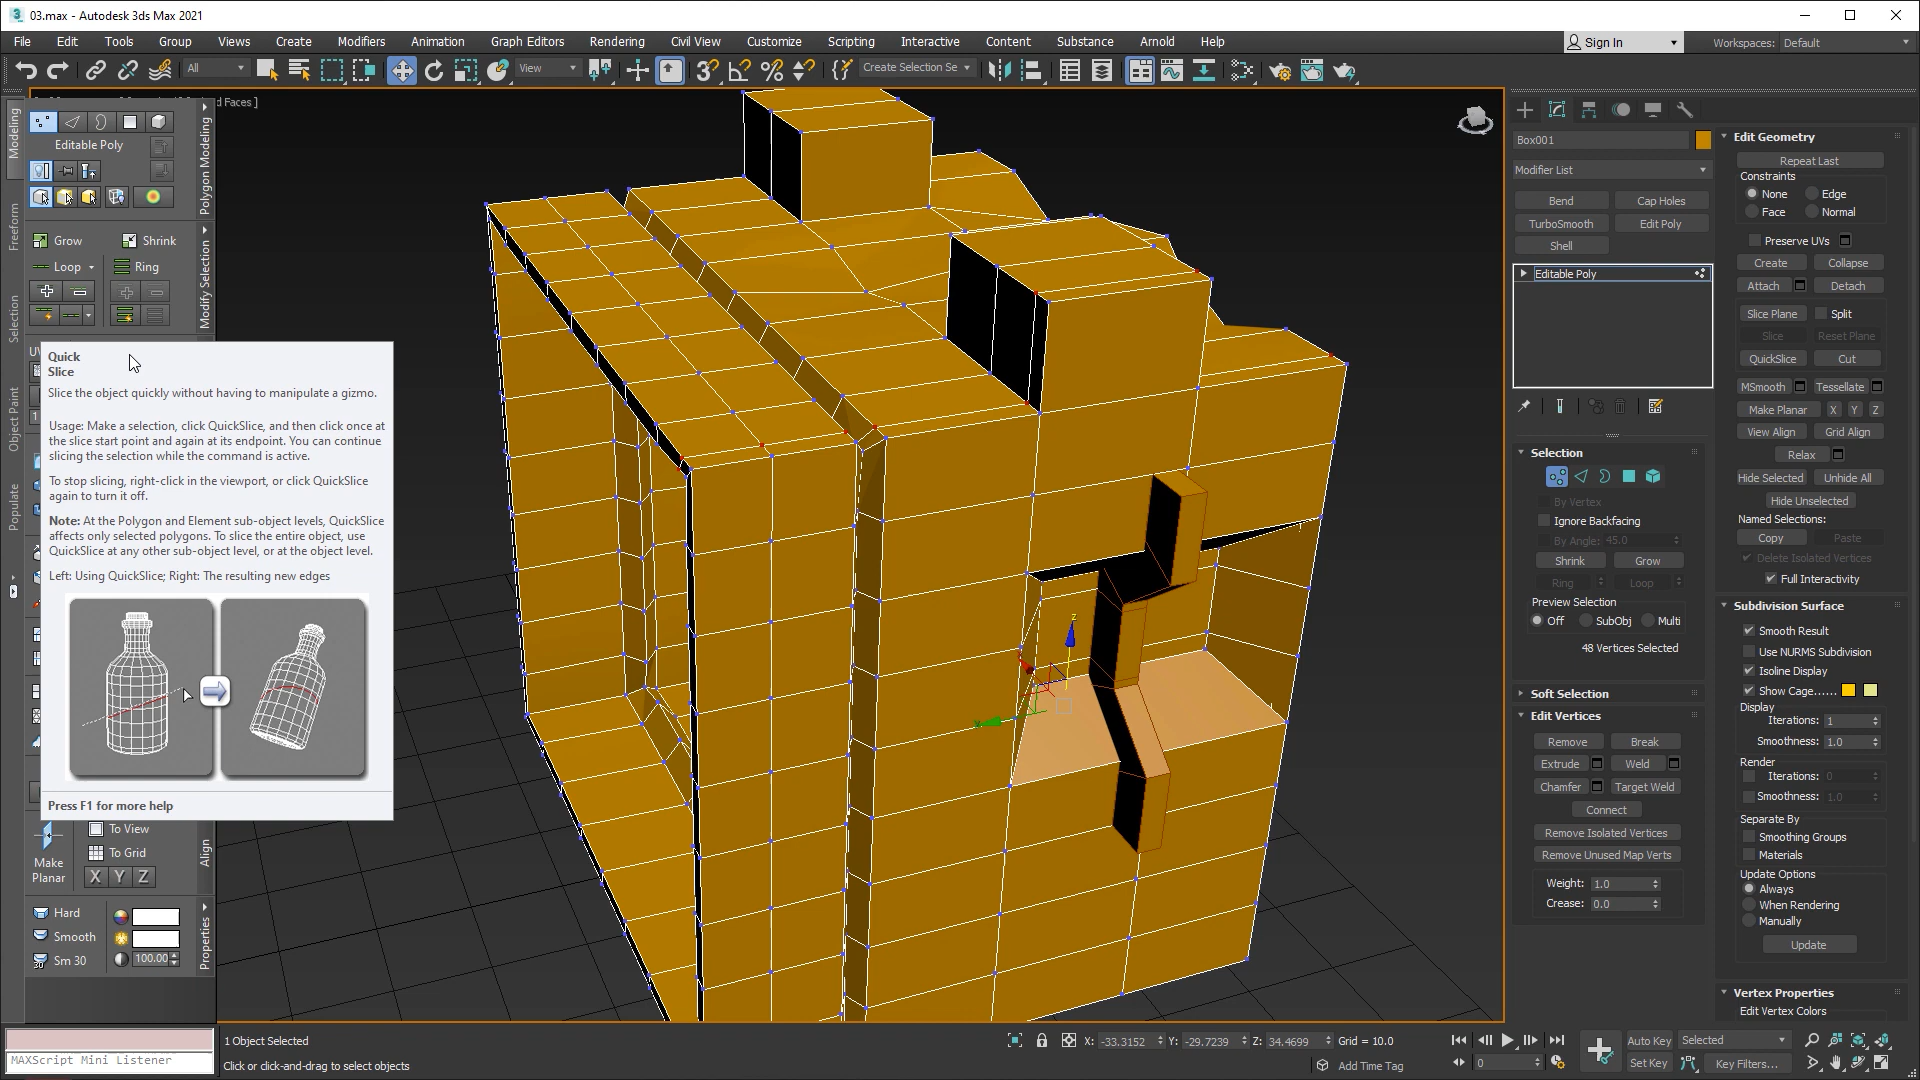 03.max - Autodesk 3ds Max 2021
File Edit Tools Group Views Create Modifiers Animation Graph Editors Rendering Civil View Customize Scripting Interactive Content Substance Arnold Help Sign In Workspaces: Default
All View Create Selection Se
d Faces ]
Modeling
Freeform
Selection
Object Paint
Populate
Editable Poly
Polygon Modeling
Grow Shrink
Loop Ring
Modify Selection
Quick
Slice
Slice the object quickly without having to manipulate a gizmo.
Usage: Make a selection, click QuickSlice, and then click once at
the slice start point and again at its endpoint. You can continue
slicing the selection while the command is active.
To stop slicing, right-click in the viewport, or click QuickSlice
again to turn it off.
Note: At the Polygon and Element sub-object levels, QuickSlice
affects only selected polygons. To slice the entire object, use
QuickSlice at any other sub-object level, or at the object level.
Left: Using QuickSlice; Right: The resulting new edges
Press F1 for more help
To View
To Grid
Make
Planar
X Y Z
Align
Hard
Smooth
Sm 30
30
100.00
Properties
z
Box001
Modifier List
Bend Cap Holes
TurboSmooth Edit Poly
Shell
Editable Poly
Selection
By Vertex
Ignore Backfacing
By Angle: 45.0
Shrink Grow
Ring Loop
Preview Selection
Off SubObj Multi
48 Vertices Selected
Soft Selection
Edit Vertices
Remove Break
Extrude Weld
Chamfer Target Weld
Connect
Remove Isolated Vertices
Remove Unused Map Verts
Weight: 1.0
Crease: 0.0
Edit Geometry
Repeat Last
Constraints
None Edge
Face Normal
Preserve UVs
Create Collapse
Attach Detach
Slice Plane Split
Slice Reset Plane
QuickSlice Cut
MSmooth Tessellate
Make Planar X Y Z
View Align Grid Align
Relax
Hide Selected Unhide All
Hide Unselected
Named Selections:
Copy Paste
Delete Isolated Vertices
Full Interactivity
Subdivision Surface
Smooth Result
Use NURMS Subdivision
Isoline Display
Show Cage......
Display
Iterations: 1
Smoothness: 1.0
Render
Iterations: 0
Smoothness: 1.0
Separate By
Smoothing Groups
Materials
Update Options
Always
When Rendering
Manually
Update
Vertex Properties
Edit Vertex Colors
MAXScript Mini Listener
1 Object Selected
Click or click-and-drag to select objects
X: -33.3152 Y: -29.7239 Z: 34.4699 Grid = 10.0
Add Time Tag
0
Auto Key Selected
Set Key Key Filters...